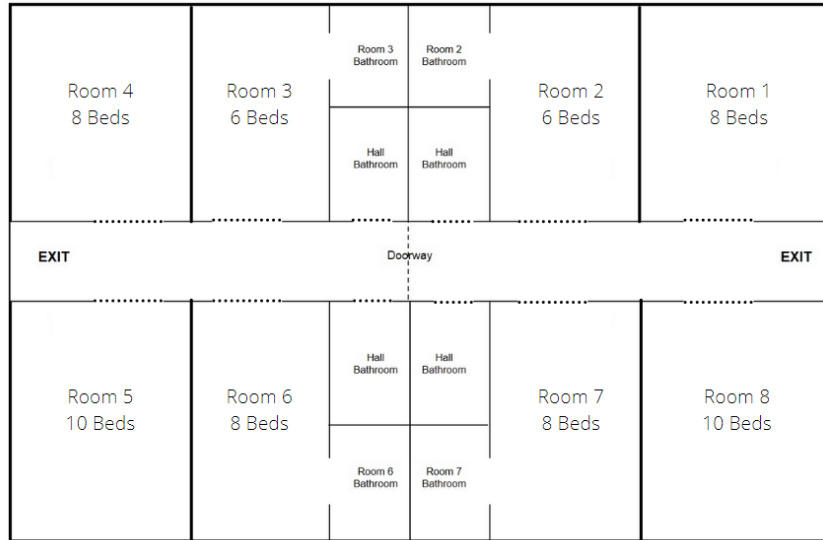 Room 4
8 Beds
Room 3
6 Beds
Room 3
Bathroom
Room 2
Bathroom
Room 2
6 Beds
Room 1
8 Beds
Hall
Bathroom
Hall
Bathroom
EXIT
Doorway
EXIT
Room 5
10 Beds
Room 6
8 Beds
Hall
Bathroom
Hall
Bathroom
Room 7
8 Beds
Room 8
10 Beds
Room 6
Bathroom
Room 7
Bathroom